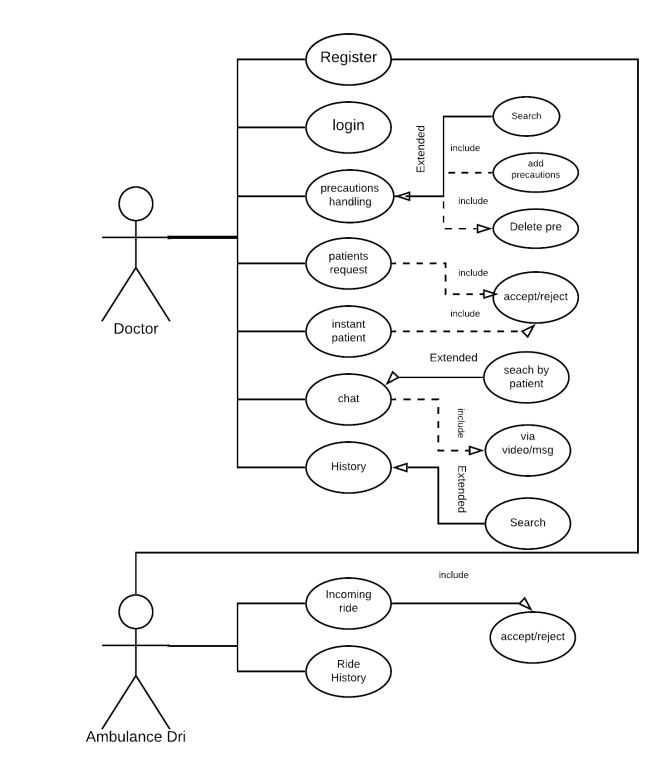 Register
Search
login
Extended
include
add
precautions
precautions
handling
include
Delete pre
patients
request
include
accept/reject
Doctor
include
instant
patient
Extended
seach by
patient
chat
include
via
video/msg
History
Extended
Search
include
Incoming
ride
accept/reject
Ride
History
Ambulance Dri